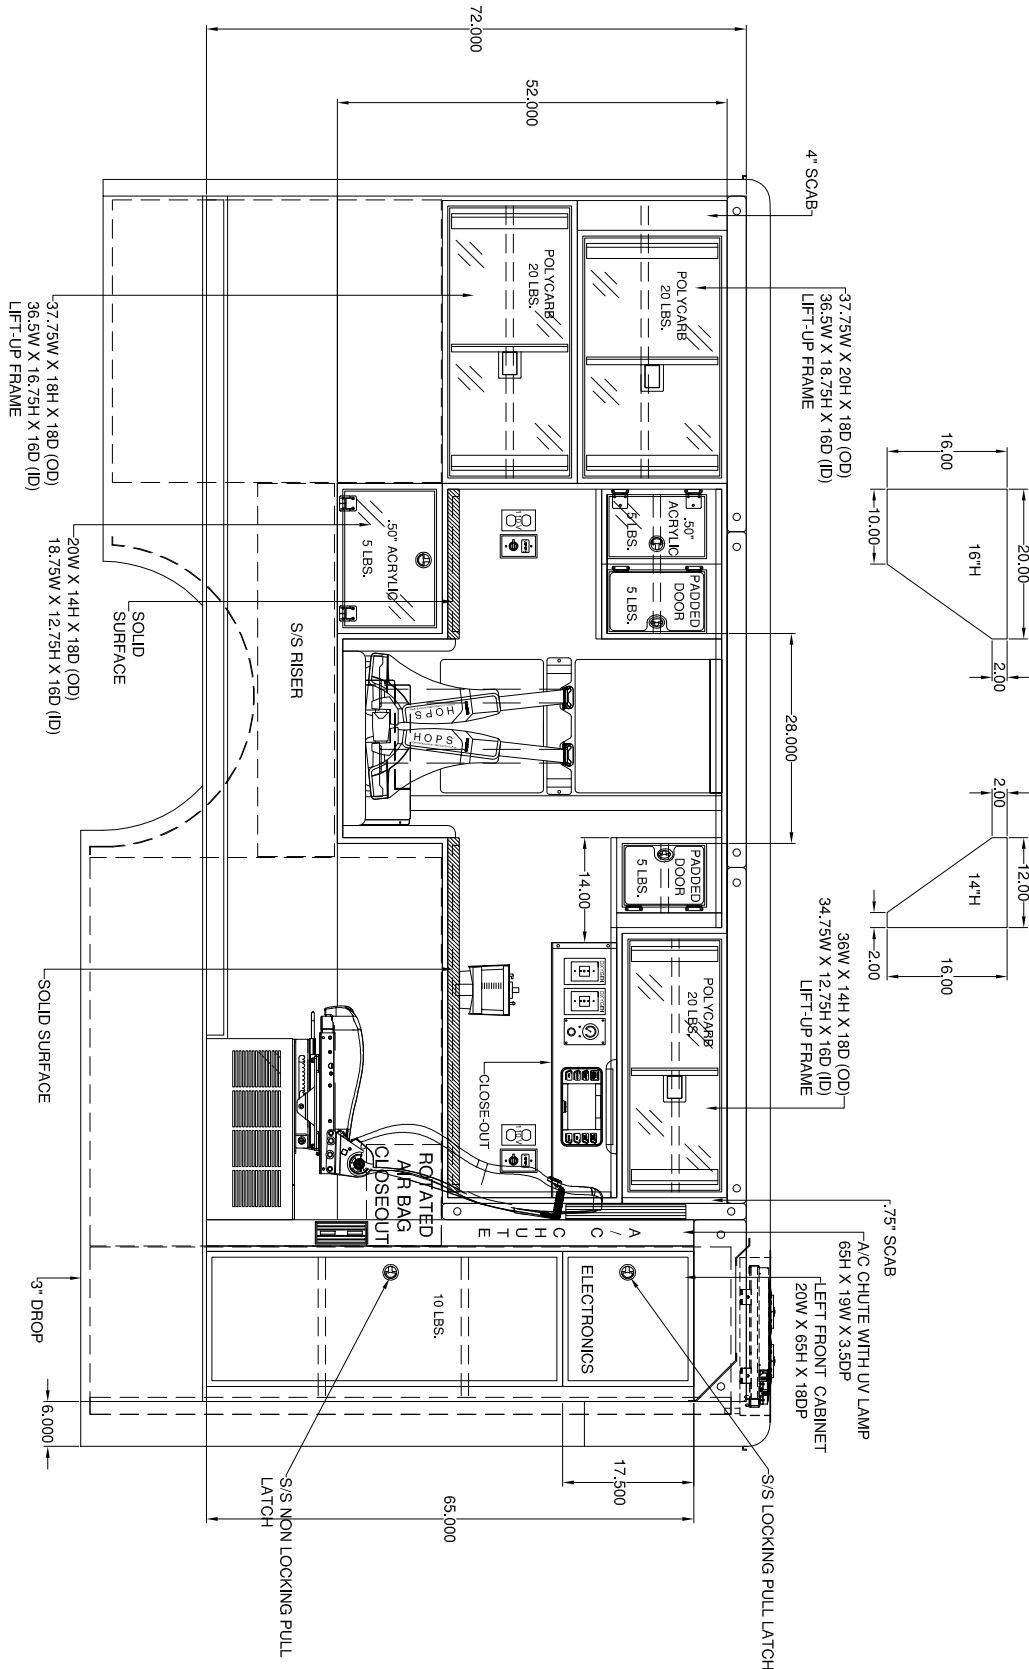 16.00
20.00
10.00
16"H
2.00
2.00
12.00
14"H
2.00
16.00
72.000
52.000
4" SCAB
37.75W X 20H X 18D (OD)
36.5W X 18.75H X 16D (ID)
LIFT-UP FRAME
36W X 14H X 18D (OD)
34.75W X 12.75H X 16D (ID)
LIFT-UP FRAME
.75" SCAB
A/C CHUTE WITH UV LAMP
65H X 19W X 3.5DP
LEFT FRONT CABINET
20W X 65H X 18DP
S/S LOCKING PULL LATCH
POLYCARB
20 LBS.
POLYCARB
20 LBS.
.50" ACRYLIC
5 LBS.
PADDED
DOOR
5 LBS.
28.000
PADDED
DOOR
5 LBS.
14.00
POLYCARB
20 LBS.
OXYGEN
OXYGEN
CLOSE-OUT
HOPS
HOPS
A/C CHUTE
ROTATED
AIR BAG
CLOSEOUT
ELECTRONICS
10 LBS.
17.500
65.000
.50" ACRYLIC
5 LBS.
S/S RISER
37.75W X 18H X 18D (OD)
36.5W X 16.75H X 16D (ID)
LIFT-UP FRAME
20W X 14H X 18D (OD)
18.75W X 12.75H X 16D (ID)
SOLID
SURFACE
SOLID SURFACE
3" DROP
6.000
S/S NON LOCKING PULL
LATCH